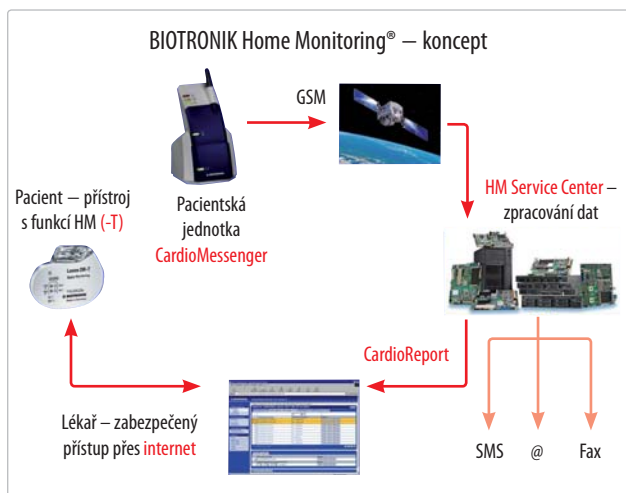 BIOTRONIK Home Monitoring® – koncept
GSM
Pacient – přístroj
s funkcí HM (-T)
Pacientská
jednotka
CardioMessenger
HM Service Center –
zpracování dat
CardioReport
Lékař – zabezpečený
přístup přes internet
SMS
@
Fax